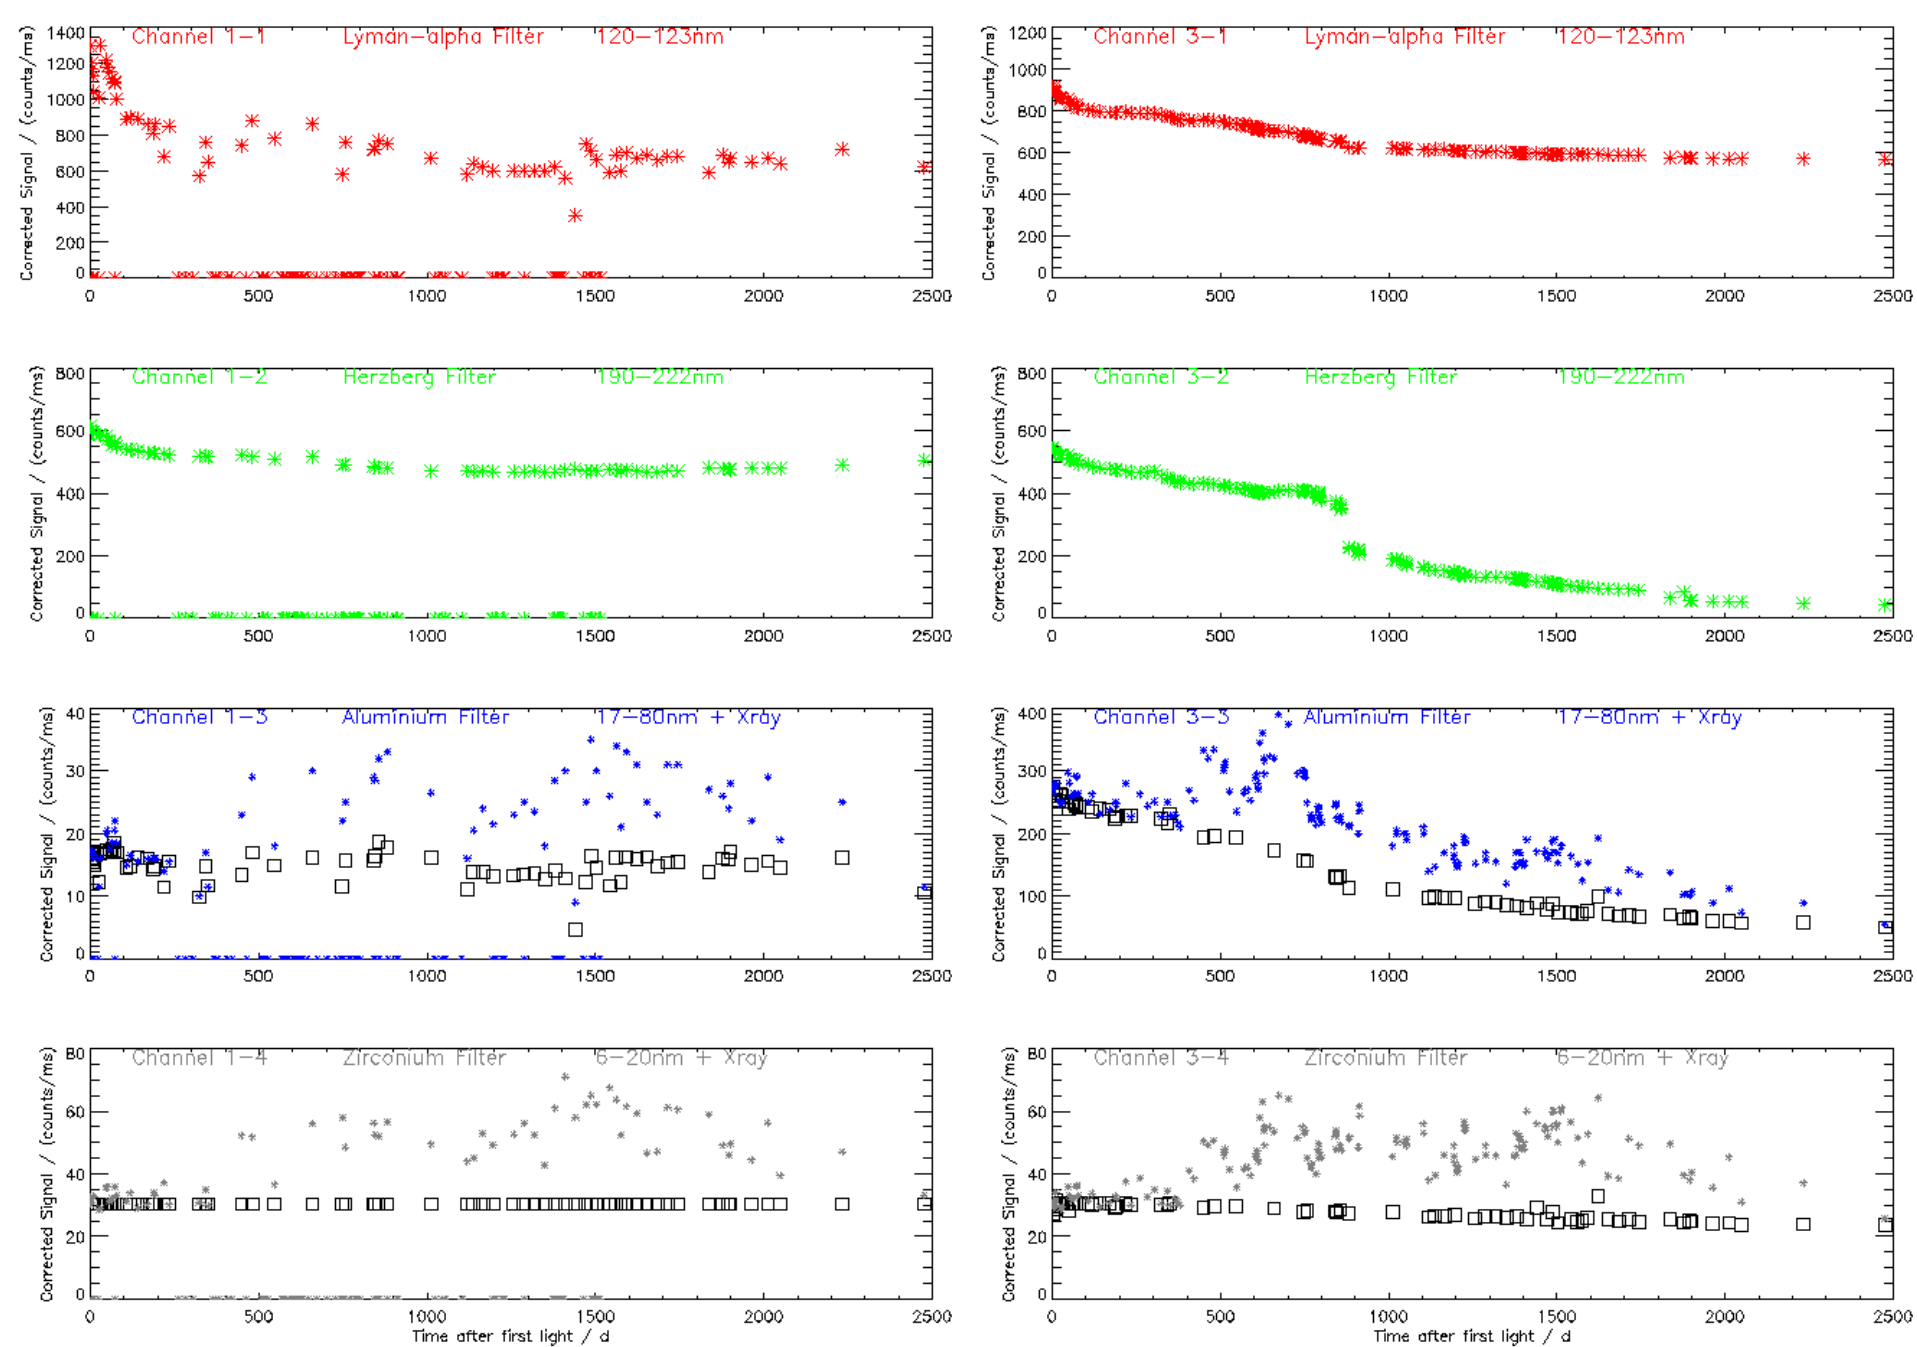 Channel 1-1 Lyman-alpha Filter 120-123nm
Corrected Signal / (counts/ms)
1400
1200
1000
800
600
400
200
0
0 500 1000 1500 2000 2500
Channel 3-1 Lyman-alpha Filter 120-123nm
Corrected Signal / (counts/ms)
1200
1000
800
600
400
200
0
0 500 1000 1500 2000 2500
Channel 1-2 Herzberg Filter 190-222nm
Corrected Signal / (counts/ms)
800
600
400
200
0
0 500 1000 1500 2000 2500
Channel 3-2 Herzberg Filter 190-222nm
Corrected Signal / (counts/ms)
800
600
400
200
0
0 500 1000 1500 2000 2500
Channel 1-3 Aluminium Filter 17-80nm + Xray
Corrected Signal / (counts/ms)
40
30
20
10
0
0 500 1000 1500 2000 2500
Channel 3-3 Aluminium Filter 17-80nm + Xray
Corrected Signal / (counts/ms)
400
300
200
100
0
0 500 1000 1500 2000 2500
Channel 1-4 Zirconium Filter 6-20nm + Xray
Corrected Signal / (counts/ms)
80
60
40
20
0
0 500 1000 1500 2000 2500
Time after first light / d
Channel 3-4 Zirconium Filter 6-20nm + Xray
Corrected Signal / (counts/ms)
80
60
40
20
0
0 500 1000 1500 2000 2500
Time after first light / d